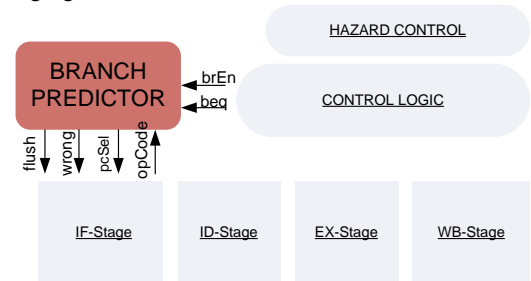 HAZARD CONTROL
BRANCH
PREDICTOR
brEn
beq
CONTROL LOGIC
flush
wrong
pcSel
opCode
IF-Stage
ID-Stage
EX-Stage
WB-Stage